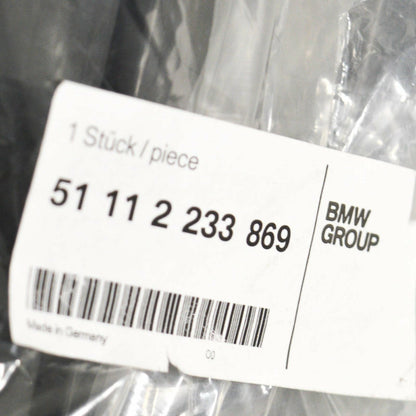 1 Stück / piece
51 11 2 233 869
BMW
GROUP
Made in Germany
00